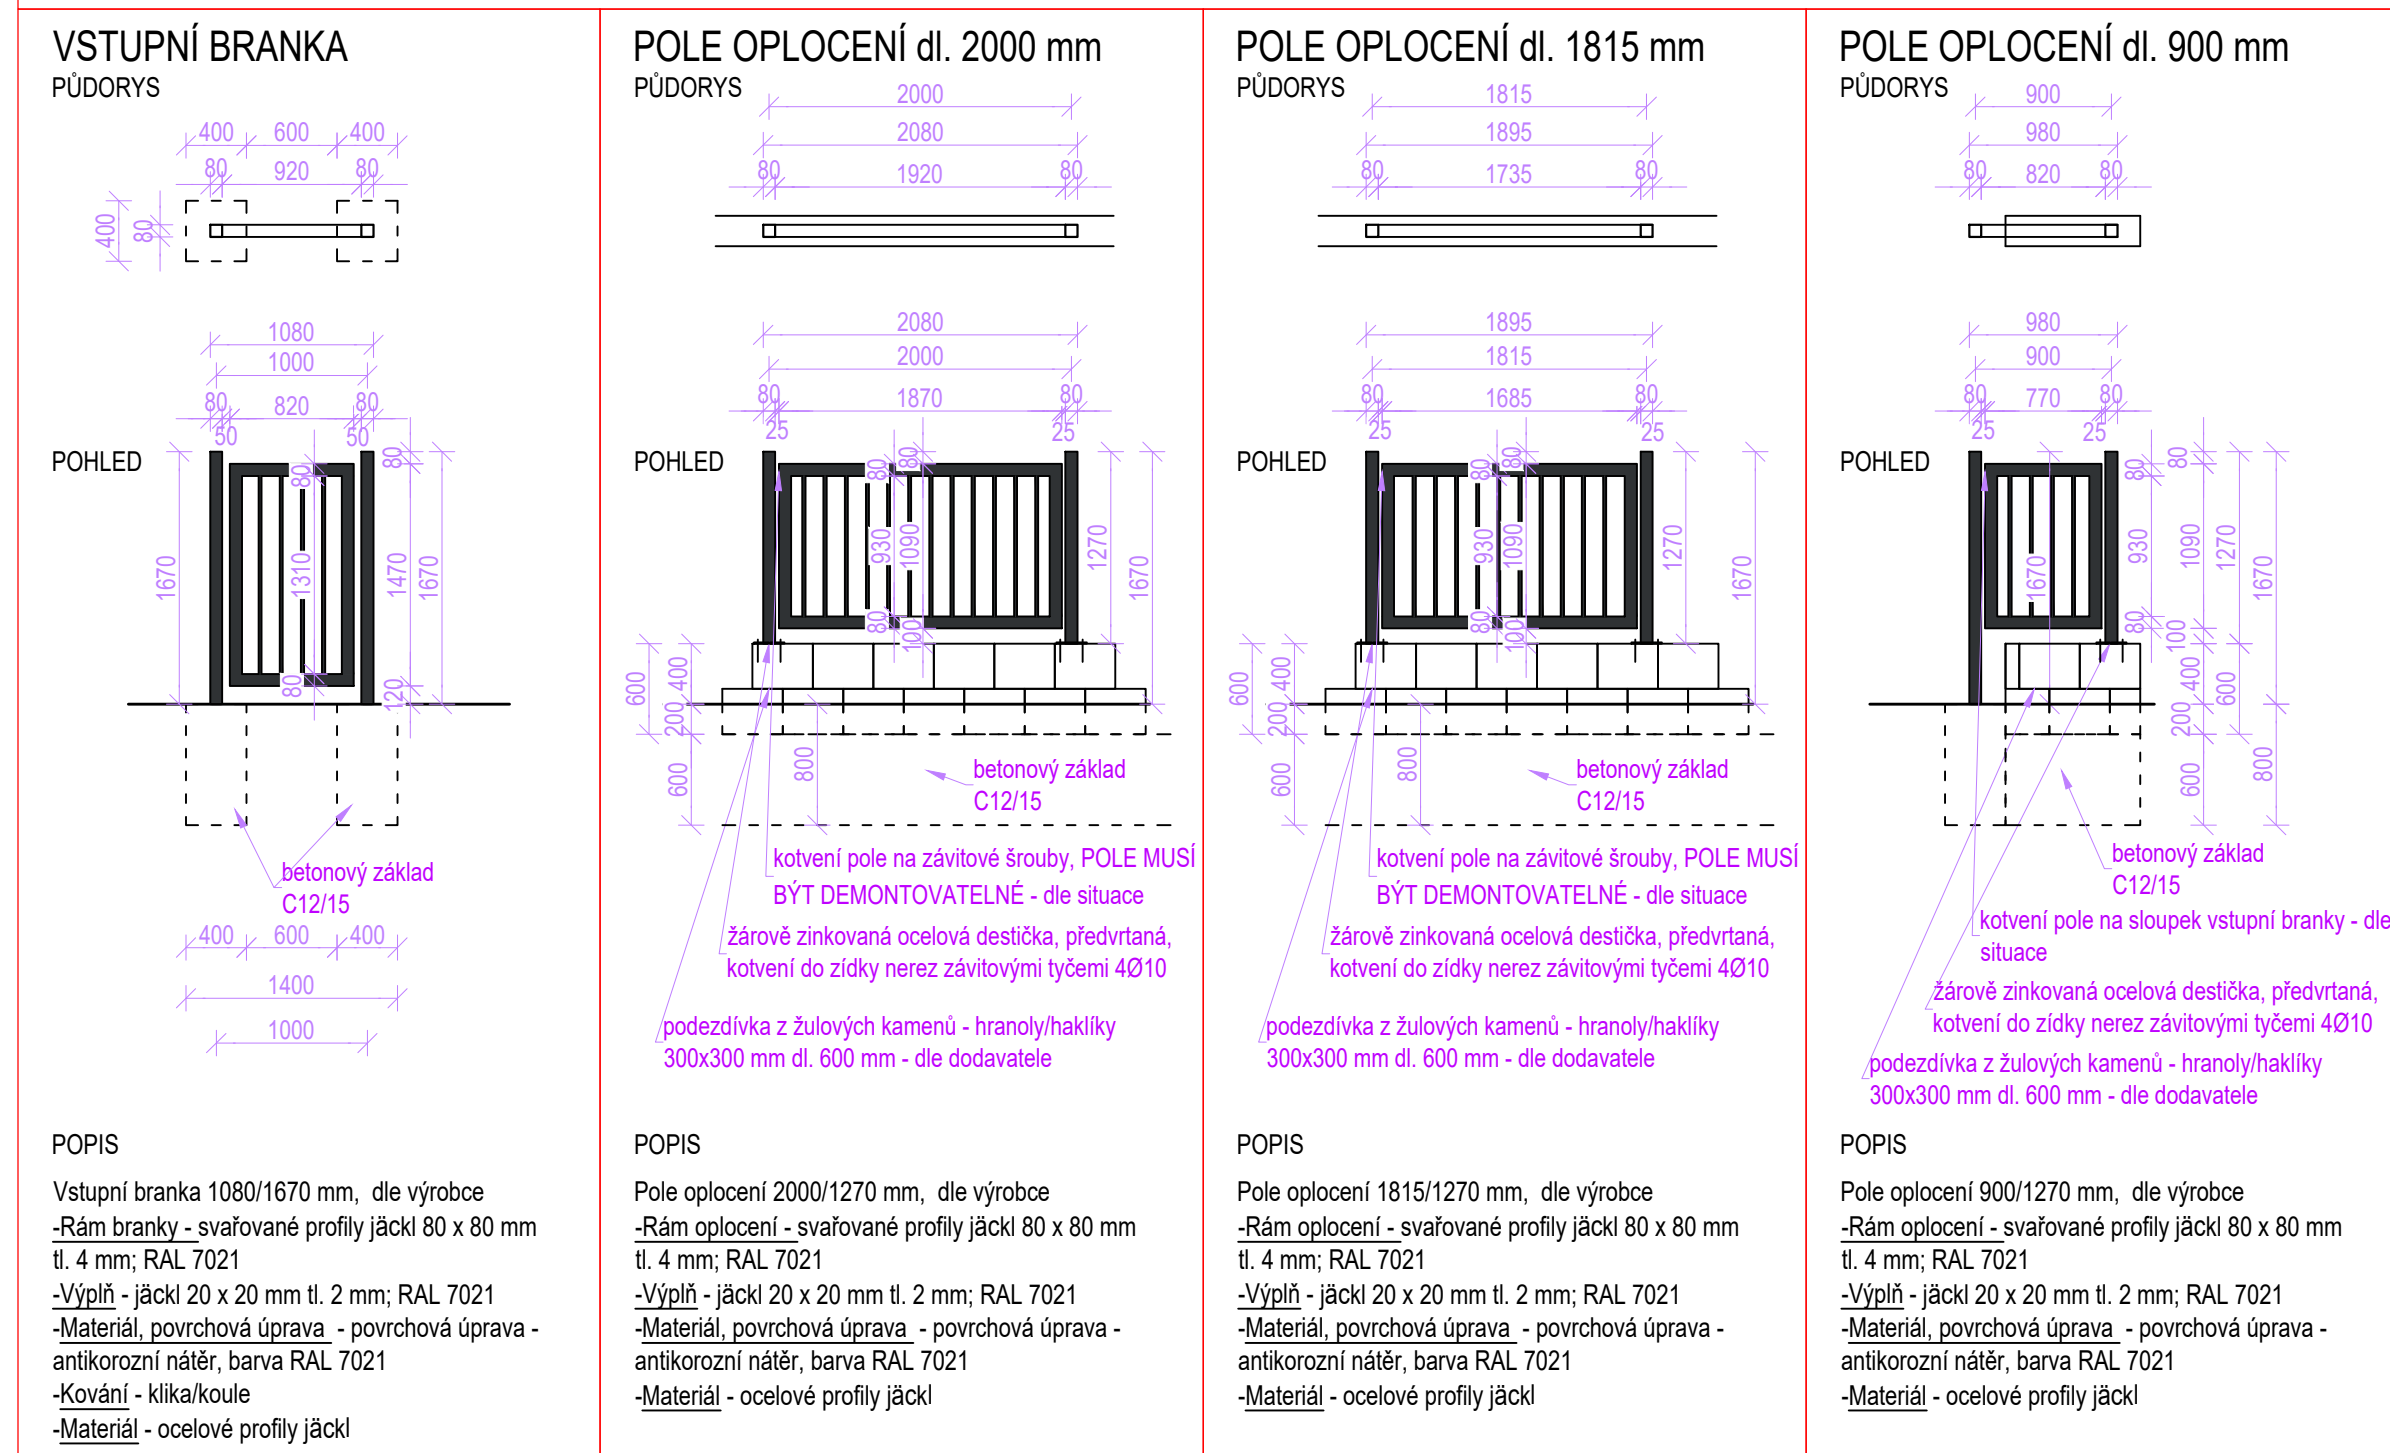 VSTUPNÍ BRANKA
PŮDORYS
400 600 400
80 920 80
400
80
1080
1000
80 820 80
50 50
POHLED
80
80
1670
1310
1470
1670
80
120
betonový základ
C12/15
400 600 400
1400
1000
POPIS
Vstupní branka 1080/1670 mm, dle výrobce
-Rám branky - svařované profily jäckl 80 x 80 mm
tl. 4 mm; RAL 7021
-Výplň - jäckl 20 x 20 mm tl. 2 mm; RAL 7021
-Materiál, povrchová úprava - povrchová úprava -
antikorozní nátěr, barva RAL 7021
-Kování - klika/koule
-Materiál - ocelové profily jäckl
POLE OPLOCENÍ dl. 2000 mm
PŮDORYS
2000
2080
80 1920 80
2080
2000
80 1870 80
25 25
POHLED
80
80
930
1090
1270
1670
80
100
600
400
200
600
800
betonový základ
C12/15
kotvení pole na závitové šrouby, POLE MUSÍ
BÝT DEMONTOVATELNÉ - dle situace
žárově zinkovaná ocelová destička, předvrtaná,
kotvení do zídky nerez závitovými tyčemi 4Ø10
podezdívka z žulových kamenů - hranoly/haklíky
300x300 mm dl. 600 mm - dle dodavatele
POPIS
Pole oplocení 2000/1270 mm, dle výrobce
-Rám oplocení - svařované profily jäckl 80 x 80 mm
tl. 4 mm; RAL 7021
-Výplň - jäckl 20 x 20 mm tl. 2 mm; RAL 7021
-Materiál, povrchová úprava - povrchová úprava -
antikorozní nátěr, barva RAL 7021
-Materiál - ocelové profily jäckl
POLE OPLOCENÍ dl. 1815 mm
PŮDORYS
1815
1895
80 1735 80
1895
1815
80 1685 80
25 25
POHLED
80
80
930
1090
1270
1670
80
100
600
400
200
600
800
betonový základ
C12/15
kotvení pole na závitové šrouby, POLE MUSÍ
BÝT DEMONTOVATELNÉ - dle situace
žárově zinkovaná ocelová destička, předvrtaná,
kotvení do zídky nerez závitovými tyčemi 4Ø10
podezdívka z žulových kamenů - hranoly/haklíky
300x300 mm dl. 600 mm - dle dodavatele
POPIS
Pole oplocení 1815/1270 mm, dle výrobce
-Rám oplocení - svařované profily jäckl 80 x 80 mm
tl. 4 mm; RAL 7021
-Výplň - jäckl 20 x 20 mm tl. 2 mm; RAL 7021
-Materiál, povrchová úprava - povrchová úprava -
antikorozní nátěr, barva RAL 7021
-Materiál - ocelové profily jäckl
POLE OPLOCENÍ dl. 900 mm
PŮDORYS
900
980
80 820 80
980
900
80 770 80
25 25
POHLED
80
80
1670
930
1090
1270
1670
80
100
400
600
200
600
800
betonový základ
C12/15
kotvení pole na sloupek vstupní branky - dle
situace
žárově zinkovaná ocelová destička, předvrtaná,
kotvení do zídky nerez závitovými tyčemi 4Ø10
podezdívka z žulových kamenů - hranoly/haklíky
300x300 mm dl. 600 mm - dle dodavatele
POPIS
Pole oplocení 900/1270 mm, dle výrobce
-Rám oplocení - svařované profily jäckl 80 x 80 mm
tl. 4 mm; RAL 7021
-Výplň - jäckl 20 x 20 mm tl. 2 mm; RAL 7021
-Materiál, povrchová úprava - povrchová úprava -
antikorozní nátěr, barva RAL 7021
-Materiál - ocelové profily jäckl